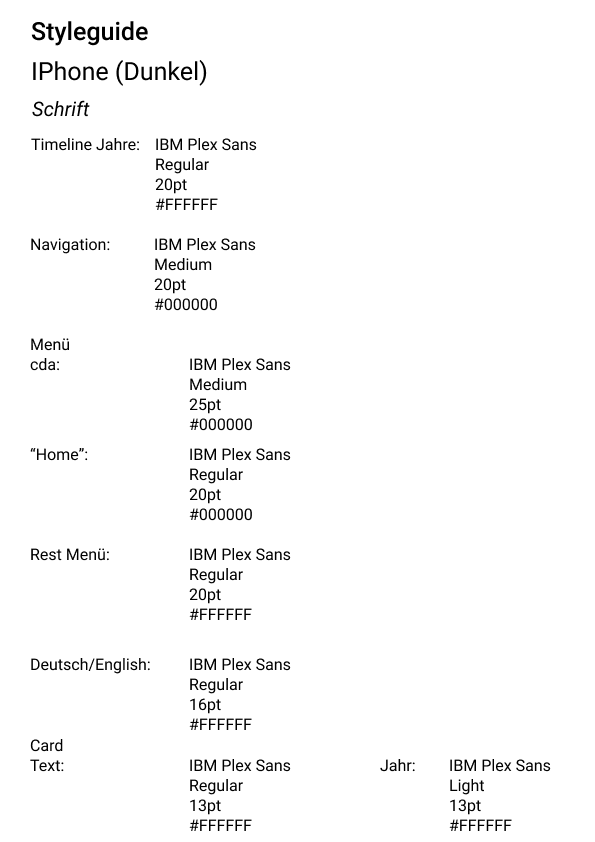 Styleguide
IPhone (Dunkel)
Schrift
Timeline Jahre: IBM Plex Sans
Regular
20pt
#FFFFFF
Navigation: IBM Plex Sans
Medium
20pt
#000000
Menü
cda: IBM Plex Sans
Medium
25pt
#000000
“Home”: IBM Plex Sans
Regular
20pt
#000000
Rest Menü: IBM Plex Sans
Regular
20pt
#FFFFFF
Deutsch/English: IBM Plex Sans
Regular
16pt
#FFFFFF
Card
Text: IBM Plex Sans Jahr: IBM Plex Sans
Regular Light
13pt 13pt
#FFFFFF #FFFFFF